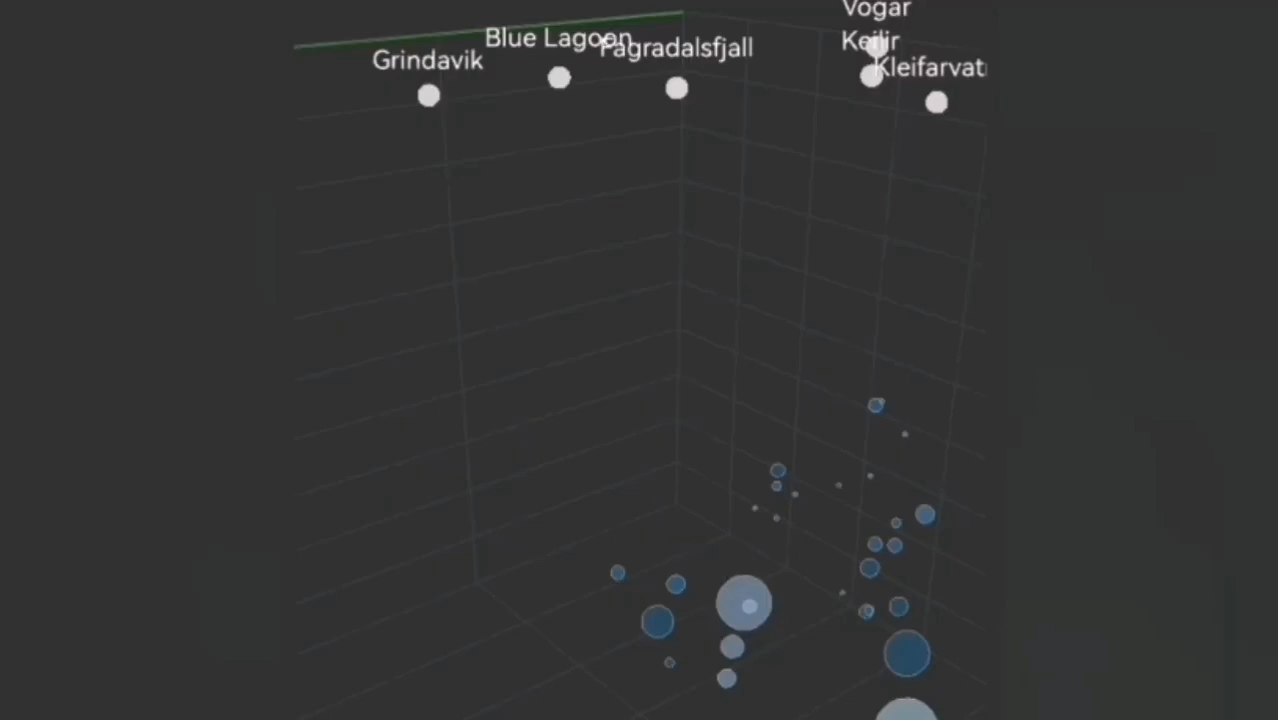 Vogar
Keilir
Blue Lagoon
Fagradalsfjall
Grindavik
Kleifarvat